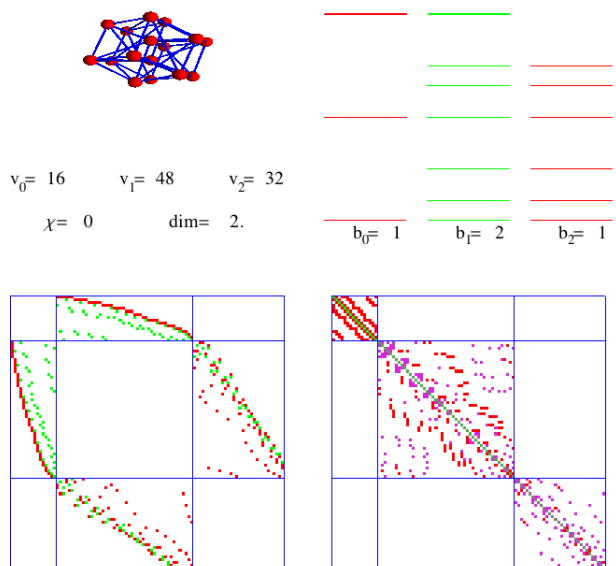 v₀= 16 v₁= 48 v₂= 32
χ= 0 dim= 2.
b₀= 1 b₁= 2 b₂= 1